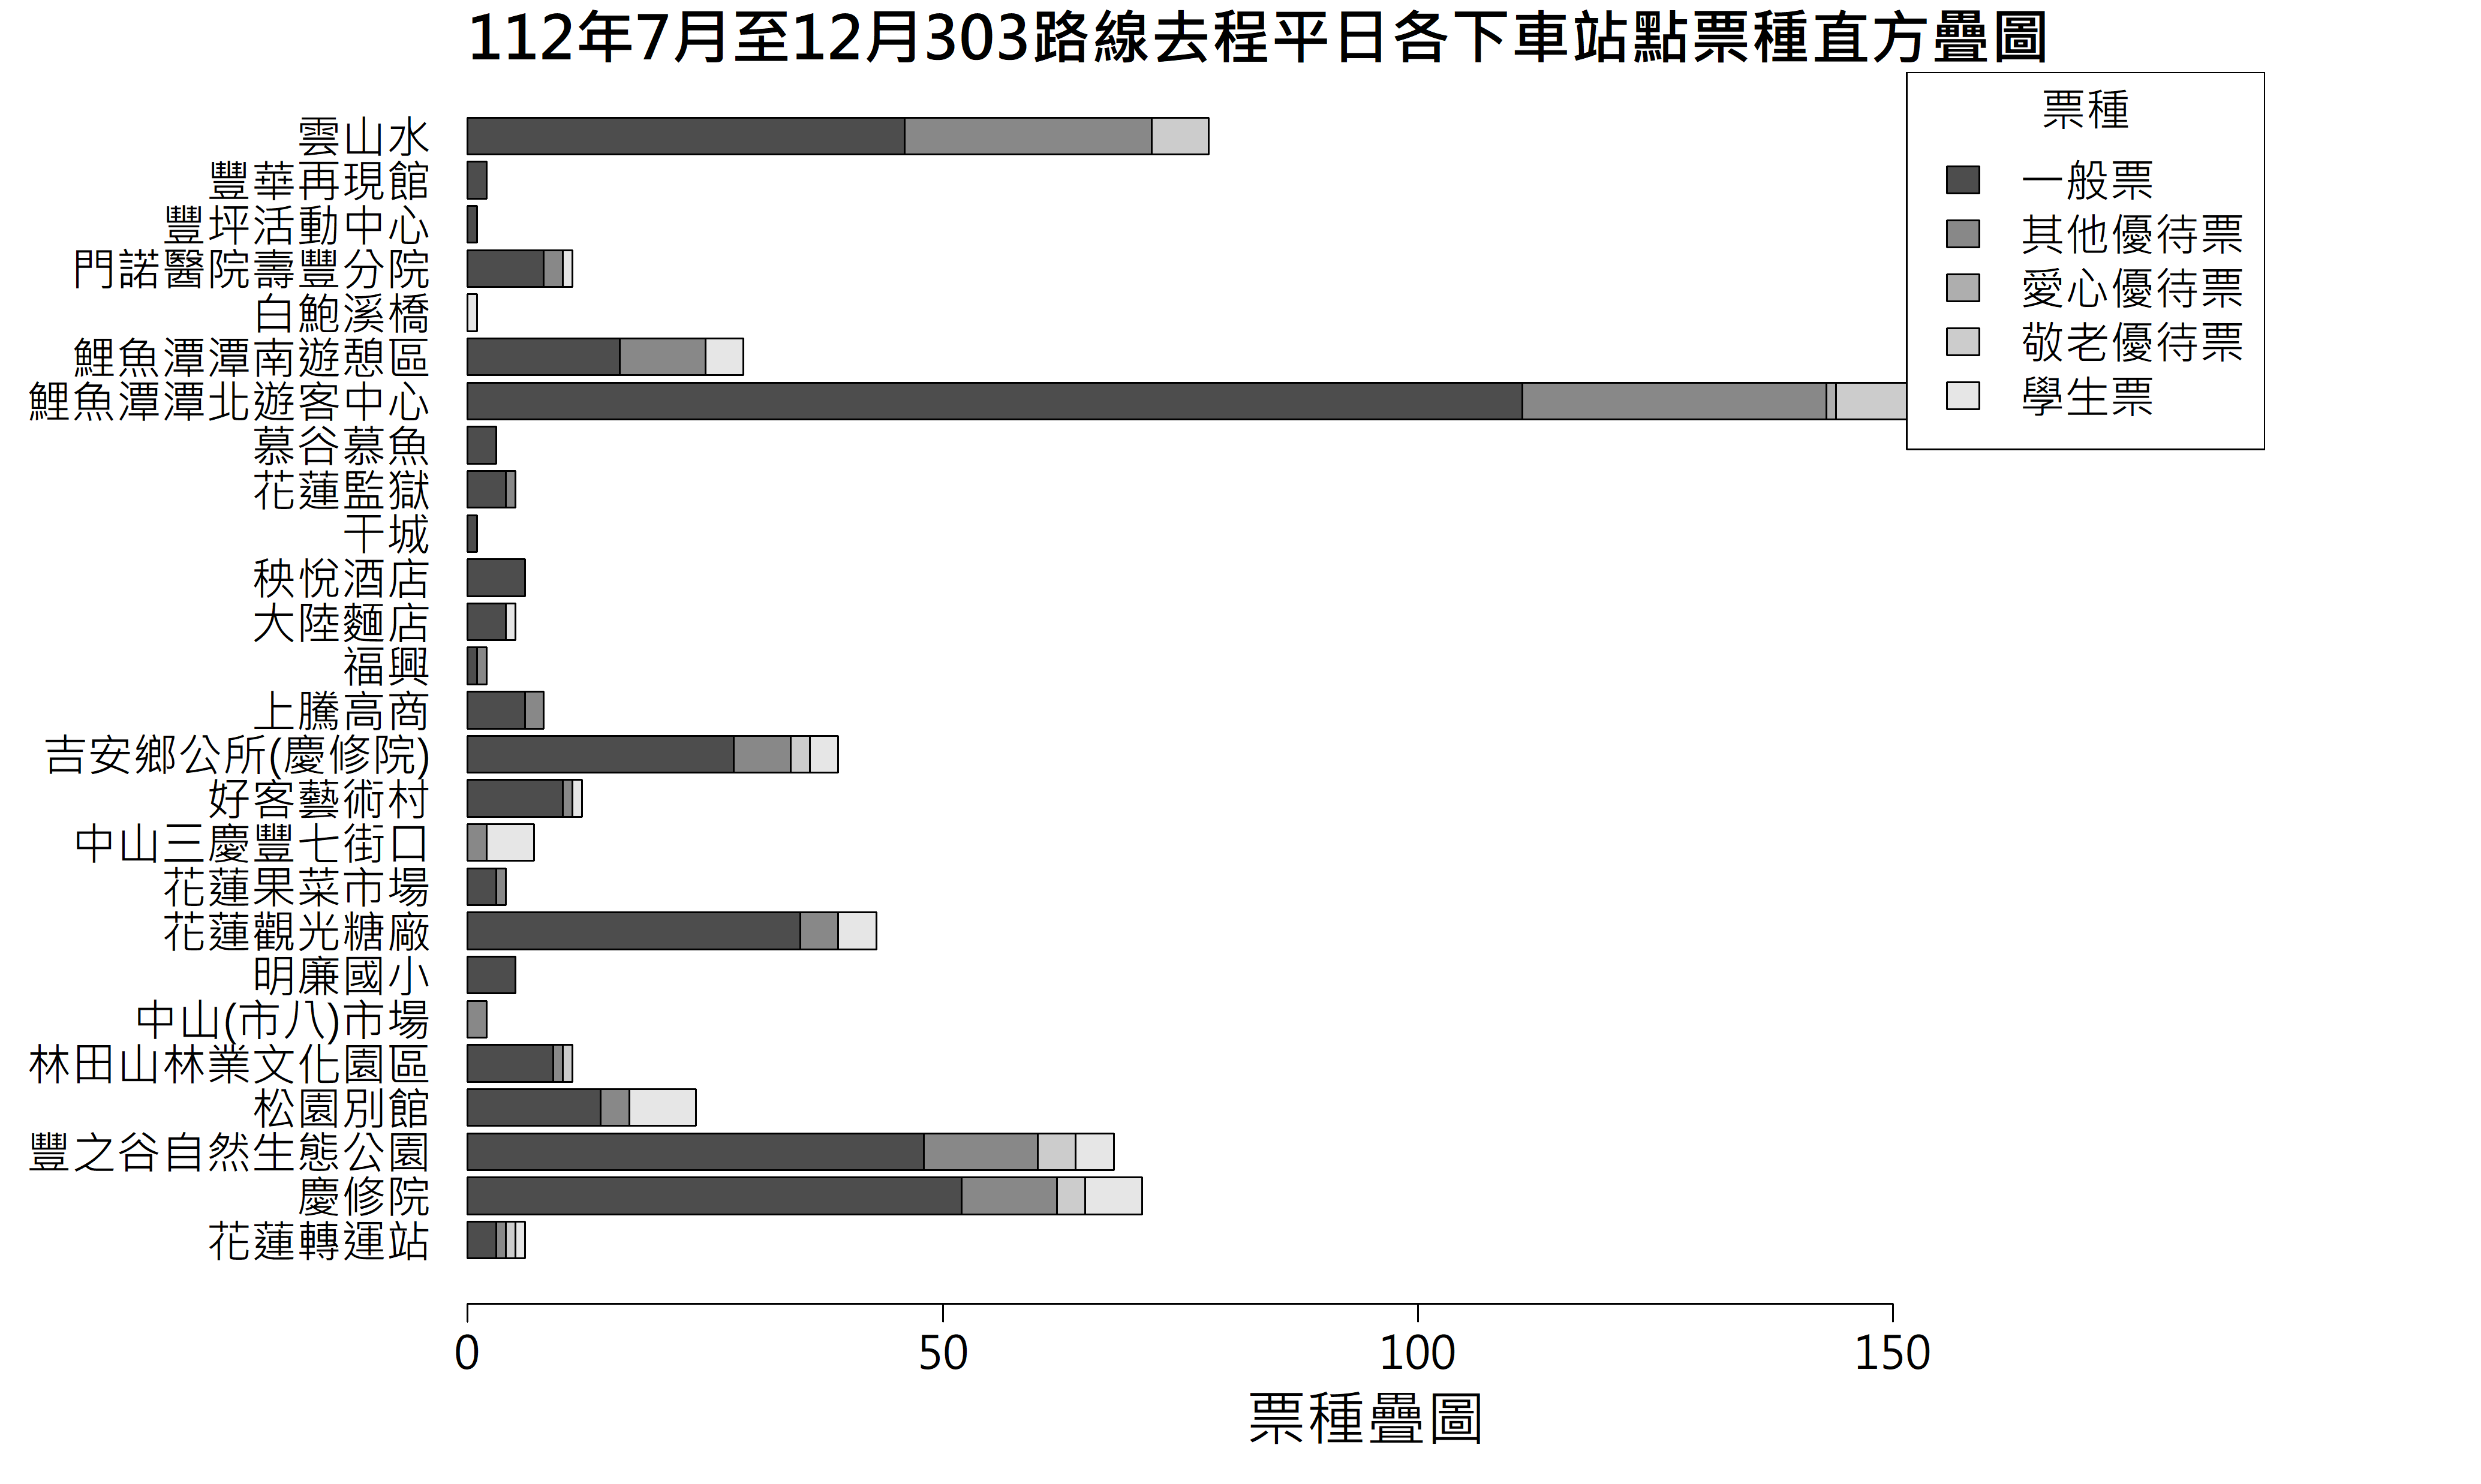 112年7月至12月303路線去程平日各下車站點票種直方疊圖
票種
一般票
其他優待票
愛心優待票
敬老優待票
學生票
雲山水
豐華再現館
豐坪活動中心
門諾醫院壽豐分院
白鮑溪橋
鯉魚潭潭南遊憩區
鯉魚潭潭北遊客中心
慕谷慕魚
花蓮監獄
干城
秧悅酒店
大陸麵店
福興
上騰高商
吉安鄉公所(慶修院)
好客藝術村
中山三慶豐七街口
花蓮果菜市場
花蓮觀光糖廠
明廉國小
中山(市八)市場
林田山林業文化園區
松園別館
豐之谷自然生態公園
慶修院
花蓮轉運站
0 50 100 150
票種疊圖